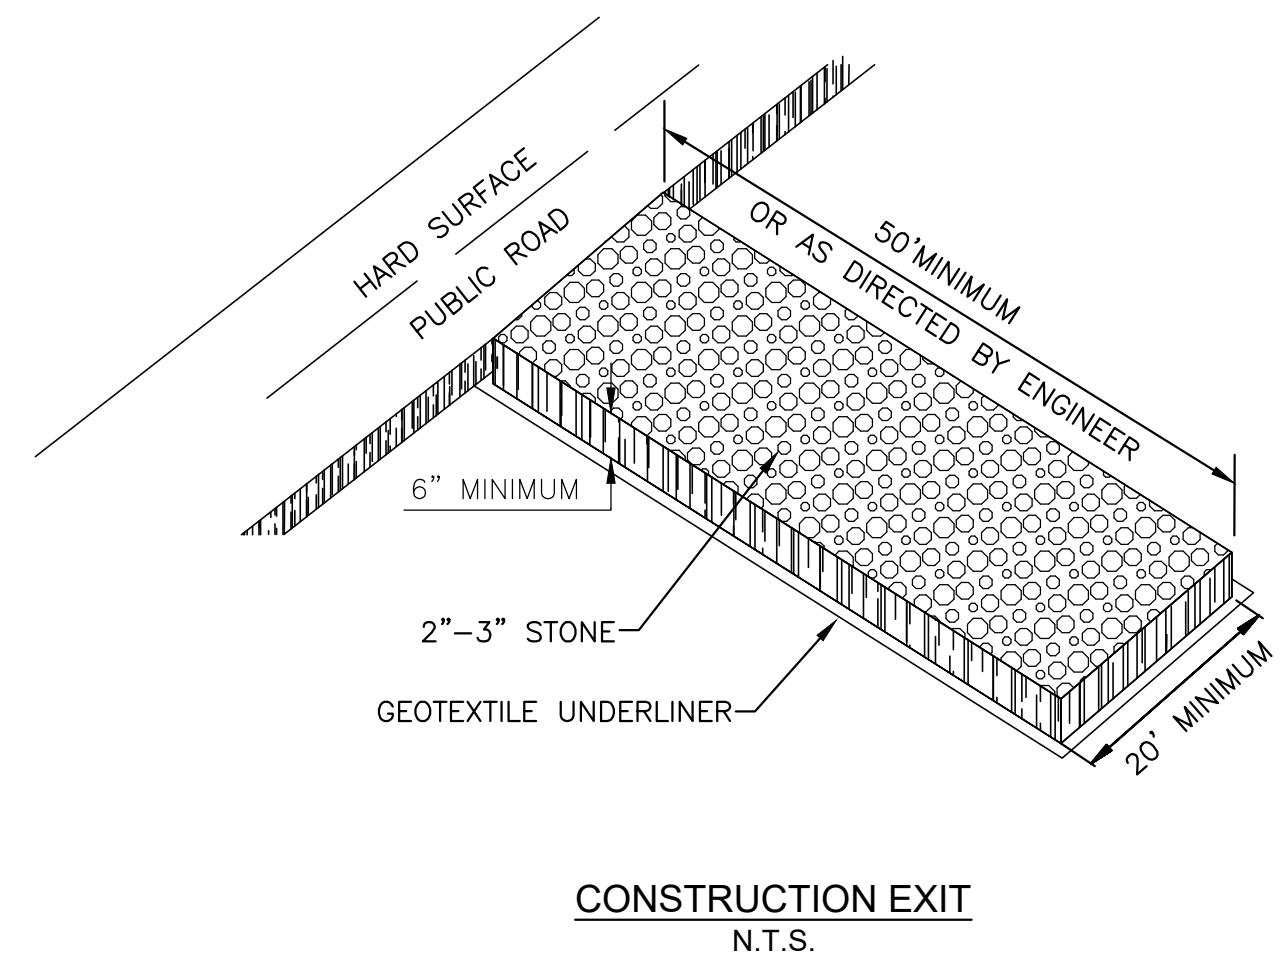 HARD SURFACE
PUBLIC ROAD
50'MINIMUM
OR AS DIRECTED BY ENGINEER
6" MINIMUM
2"-3" STONE
GEOTEXTILE UNDERLINER
20' MINIMUM
CONSTRUCTION EXIT
N.T.S.